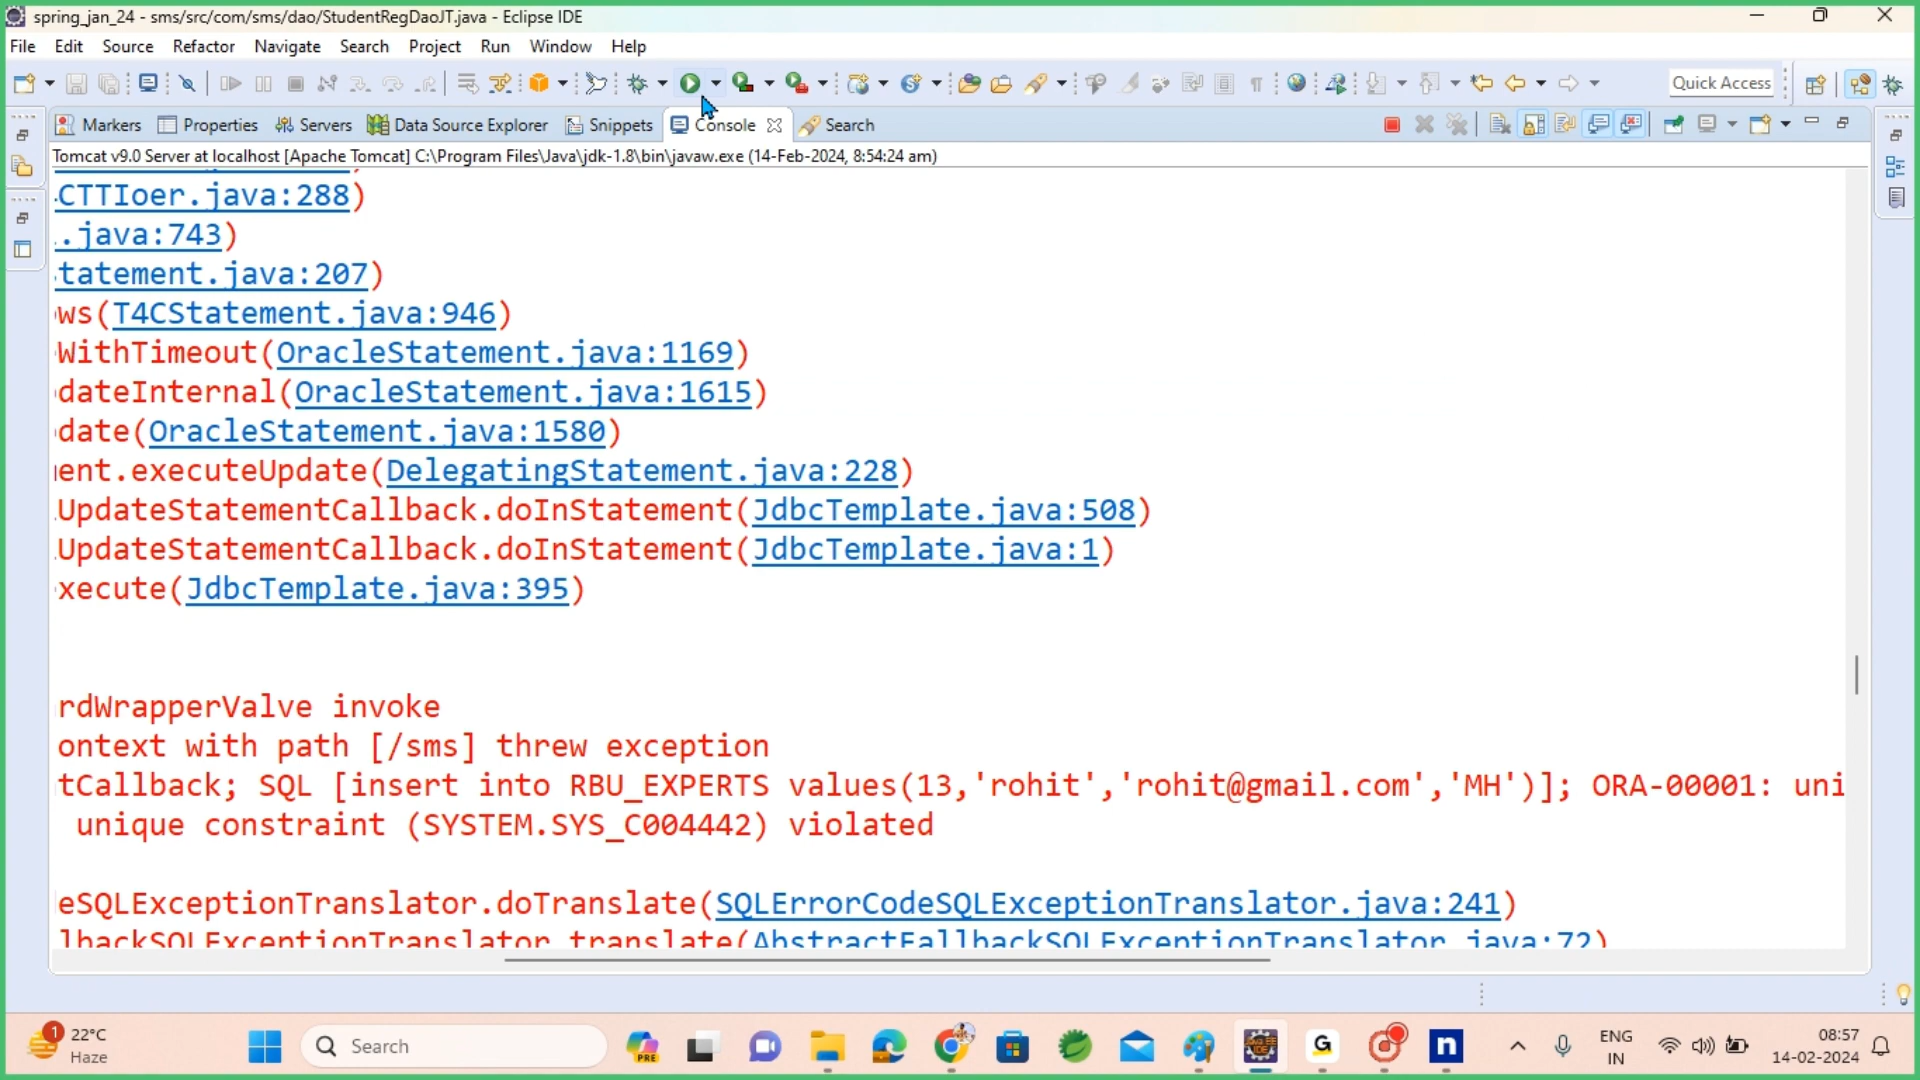 spring_jan_24 - sms/src/com/sms/dao/StudentRegDaoJT.java - Eclipse IDE
File Edit Source Refactor Navigate Search Project Run Window Help
Quick Access
Markers Properties Servers Data Source Explorer Snippets Console Search
Tomcat v9.0 Server at localhost [Apache Tomcat] C:\Program Files\Java\jdk-1.8\bin\javaw.exe (14-Feb-2024, 8:54:24 am)
CTTIoer.java:288)
.java:743)
tatement.java:207)
ws(T4CStatement.java:946)
WithTimeout(OracleStatement.java:1169)
dateInternal(OracleStatement.java:1615)
date(OracleStatement.java:1580)
ent.executeUpdate(DelegatingStatement.java:228)
UpdateStatementCallback.doInStatement(JdbcTemplate.java:508)
UpdateStatementCallback.doInStatement(JdbcTemplate.java:1)
xecute(JdbcTemplate.java:395)
rdWrapperValve invoke
ontext with path [/sms] threw exception
tCallback; SQL [insert into RBU_EXPERTS values(13,'rohit','rohit@gmail.com','MH')]; ORA-00001: uni
unique constraint (SYSTEM.SYS_C004442) violated
eSQLExceptionTranslator.doTranslate(SQLErrorCodeSQLExceptionTranslator.java:241)
lbackSQLExceptionTranslator.translate(AbstractFallbackSQLExceptionTranslator.java:72)
1
22°C
Haze
Search
PRE
ENG
IN
08:57
14-02-2024